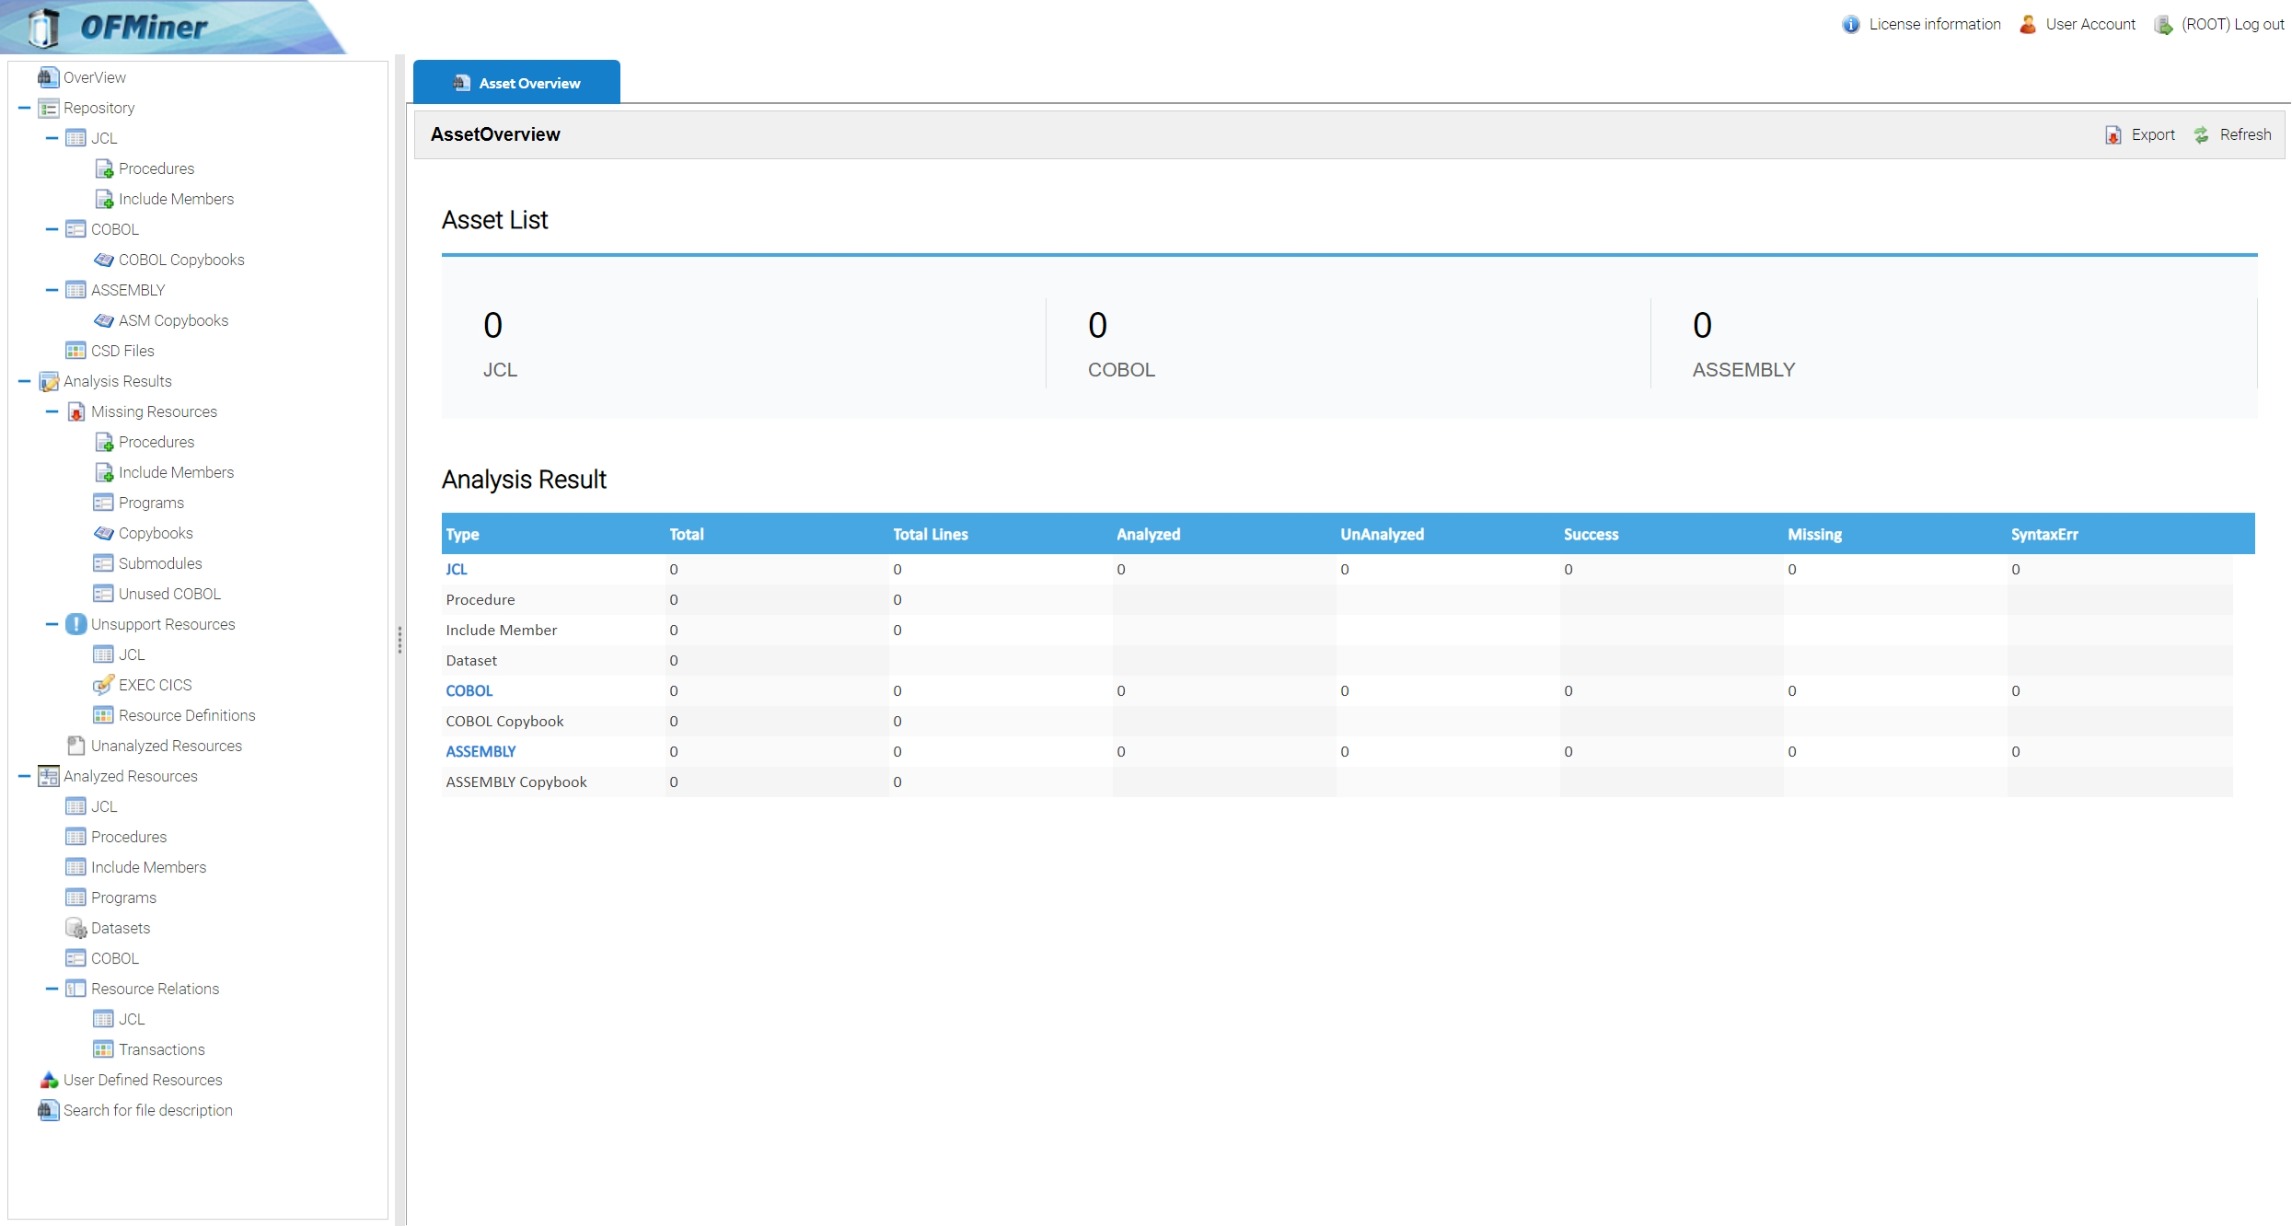 OFMiner
License information
User Account
(ROOT) Log out
OverView
Repository
JCL
Procedures
Include Members
COBOL
COBOL Copybooks
ASSEMBLY
ASM Copybooks
CSD Files
Analysis Results
Missing Resources
Procedures
Include Members
Programs
Copybooks
Submodules
Unused COBOL
Unsupport Resources
JCL
EXEC CICS
Resource Definitions
Unanalyzed Resources
Analyzed Resources
JCL
Procedures
Include Members
Programs
Datasets
COBOL
Resource Relations
JCL
Transactions
User Defined Resources
Search for file description
Asset Overview
AssetOverview
Export Refresh
Asset List
0 0 0
JCL COBOL ASSEMBLY
Analysis Result
Type Total Total Lines Analyzed UnAnalyzed Success Missing SyntaxErr
JCL 0 0 0 0 0 0 0
Procedure 0 0
Include Member 0 0
Dataset 0
COBOL 0 0 0 0 0 0 0
COBOL Copybook 0 0
ASSEMBLY 0 0 0 0 0 0 0
ASSEMBLY Copybook 0 0